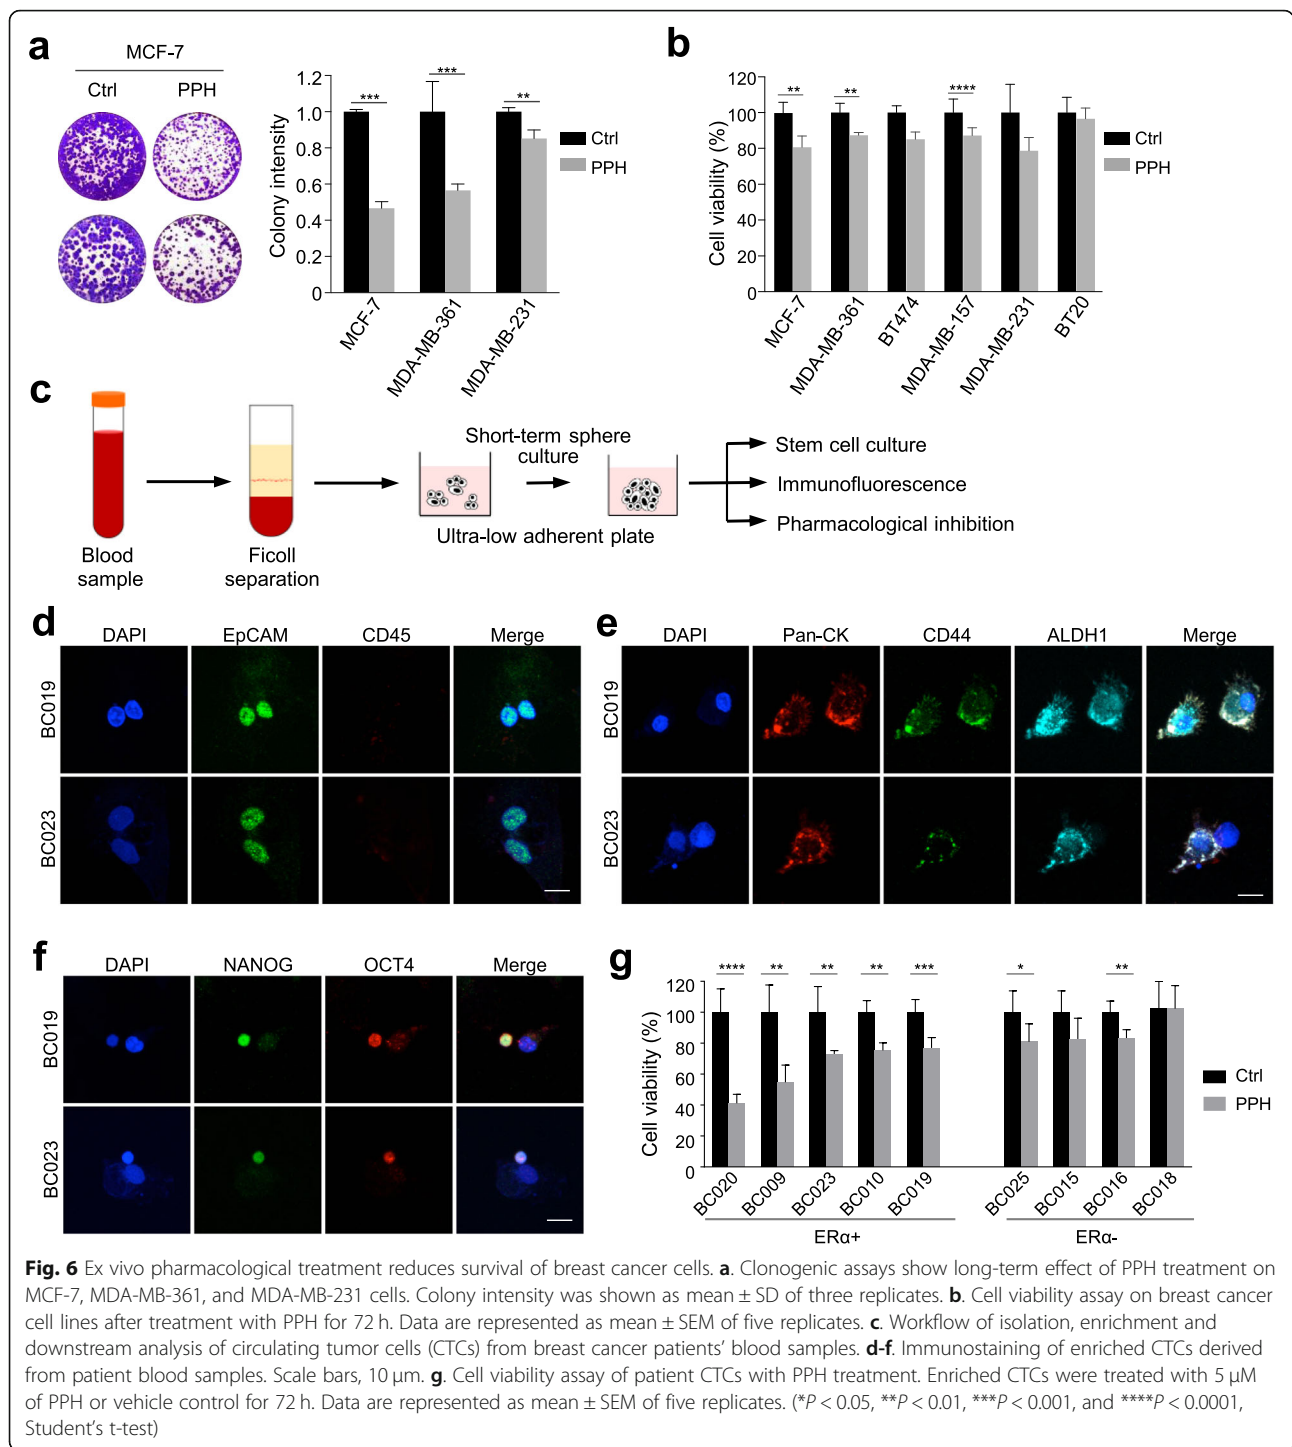 a
MCF-7
Ctrl PPH
***
***
**
1.2
1.0
0.8
0.6
0.4
0.2
0
Colony intensity
Ctrl
PPH
MCF-7
MDA-MB-361
MDA-MB-231
b
** ** ****
120
100
80
60
40
20
0
Cell viability (%)
Ctrl
PPH
MCF-7
MDA-MB-361
BT474
MDA-MB-157
MDA-MB-231
BT20
c
Blood
sample
Ficoll
separation
Short-term sphere
culture
Ultra-low adherent plate
Stem cell culture
Immunofluorescence
Pharmacological inhibition
d
DAPI EpCAM CD45 Merge
BC019
BC023
e
DAPI Pan-CK CD44 ALDH1 Merge
BC019
BC023
f
DAPI NANOG OCT4 Merge
BC019
BC023
g
**** ** ** ** *** * **
120
100
80
60
40
20
0
Cell viability (%)
Ctrl
PPH
BC020
BC009
BC023
BC010
BC019
BC025
BC015
BC016
BC018
ERα+
ERα-
Fig. 6 Ex vivo pharmacological treatment reduces survival of breast cancer cells. a. Clonogenic assays show long-term effect of PPH treatment on
MCF-7, MDA-MB-361, and MDA-MB-231 cells. Colony intensity was shown as mean ± SD of three replicates. b. Cell viability assay on breast cancer
cell lines after treatment with PPH for 72 h. Data are represented as mean ± SEM of five replicates. c. Workflow of isolation, enrichment and
downstream analysis of circulating tumor cells (CTCs) from breast cancer patients’ blood samples. d-f. Immunostaining of enriched CTCs derived
from patient blood samples. Scale bars, 10 μm. g. Cell viability assay of patient CTCs with PPH treatment. Enriched CTCs were treated with 5 μM
of PPH or vehicle control for 72 h. Data are represented as mean ± SEM of five replicates. (*P < 0.05, **P < 0.01, ***P < 0.001, and ****P < 0.0001,
Student’s t-test)